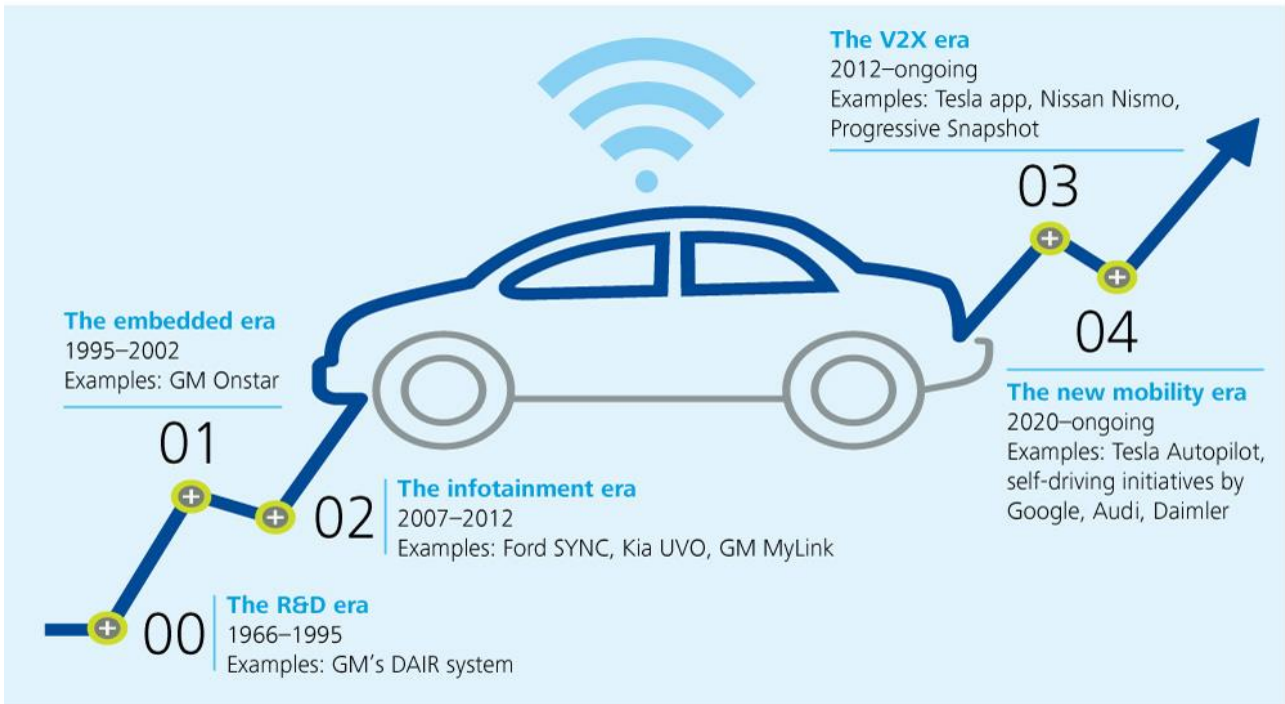 00
The R&D era
1966–1995
Examples: GM's DAIR system
The embedded era
1995–2002
Examples: GM Onstar
01
02
The infotainment era
2007–2012
Examples: Ford SYNC, Kia UVO, GM MyLink
The V2X era
2012–ongoing
Examples: Tesla app, Nissan Nismo,
Progressive Snapshot
03
04
The new mobility era
2020–ongoing
Examples: Tesla Autopilot,
self-driving initiatives by
Google, Audi, Daimler